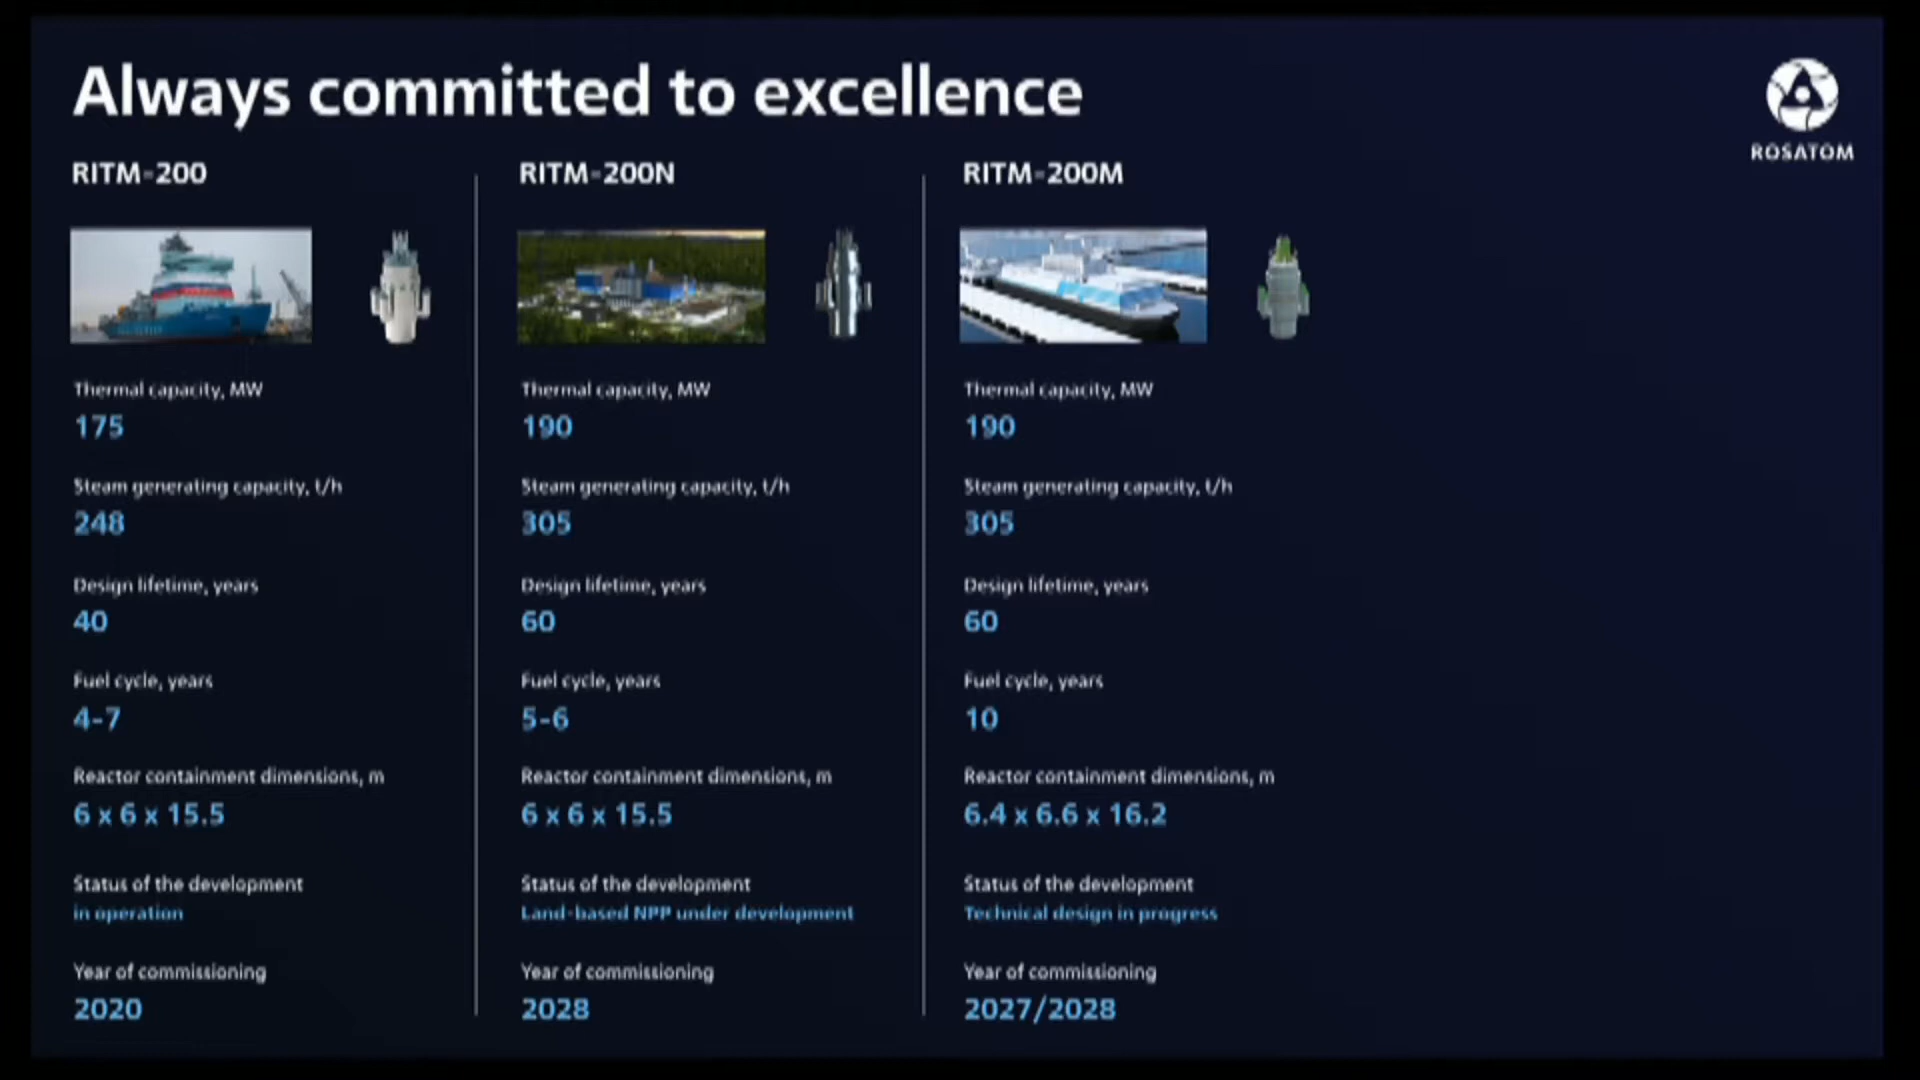 Always committed to excellence
ROSATOM
RITM-200
Thermal capacity, MW
175
Steam generating capacity, t/h
248
Design lifetime, years
40
Fuel cycle, years
4-7
Reactor containment dimensions, m
6 x 6 x 15.5
Status of the development
in operation
Year of commissioning
2020
RITM-200N
Thermal capacity, MW
190
Steam generating capacity, t/h
305
Design lifetime, years
60
Fuel cycle, years
5-6
Reactor containment dimensions, m
6 x 6 x 15.5
Status of the development
Land-based NPP under development
Year of commissioning
2028
RITM-200M
Thermal capacity, MW
190
Steam generating capacity, t/h
305
Design lifetime, years
60
Fuel cycle, years
10
Reactor containment dimensions, m
6.4 x 6.6 x 16.2
Status of the development
Technical design in progress
Year of commissioning
2027/2028